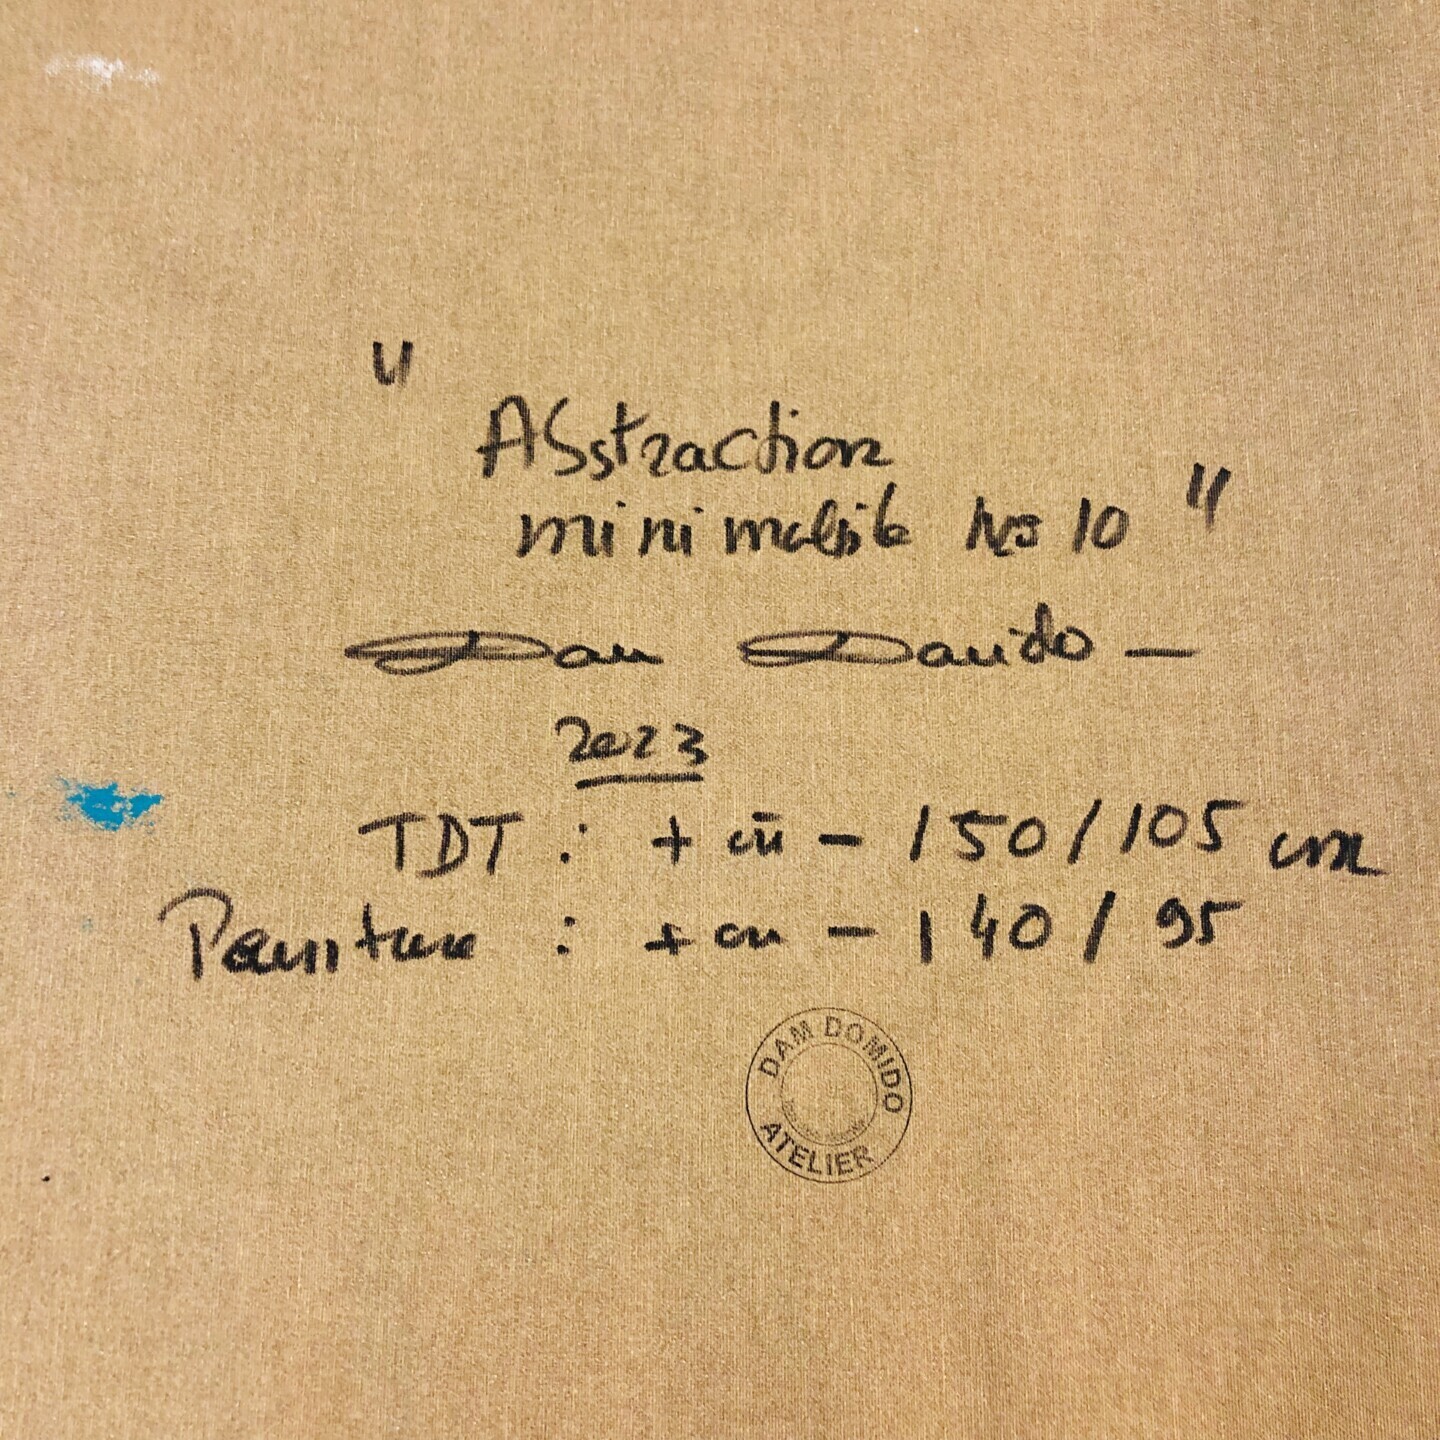 " Abstraction
minimaliste No 10 "
Dam Domido –
2023
TDT : + ou – 150/105 cm
Peinture : + ou – 140/95
DAM DOMIDO
ATELIER